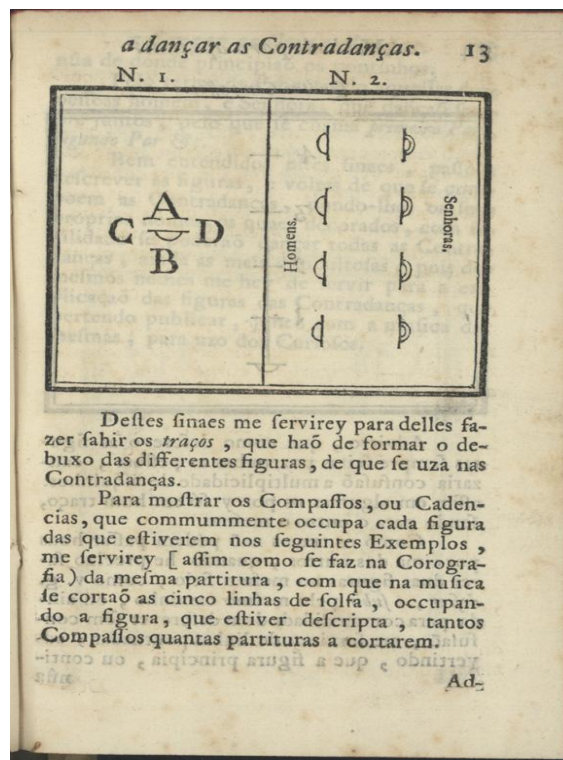 a dançar as Contradanças. 13
N. 1. N. 2.
A
C D
B
Homens,
Senhoras,
Deſtes ſinaes me ſervirey para delles fa-
zer ſahir os traços , que haõ de formar o de-
buxo das differentes figuras , de que ſe uza nas
Contradanças.
Para moſtrar os Compaſſos , ou Caden-
cias , que commummente occupa cada figura
das que eſtiverem nos ſeguintes Exemplos ,
me ſervirey [ aſſim como ſe faz na Corogra-
fia ) da meſma partitura , com que na muſica
ſe cortaõ as cinco linhas de ſolfa , occupan-
do a figura , que eſtiver deſcripta , tantos
Compaſſos quantas partituras a cortarem.
Ad-